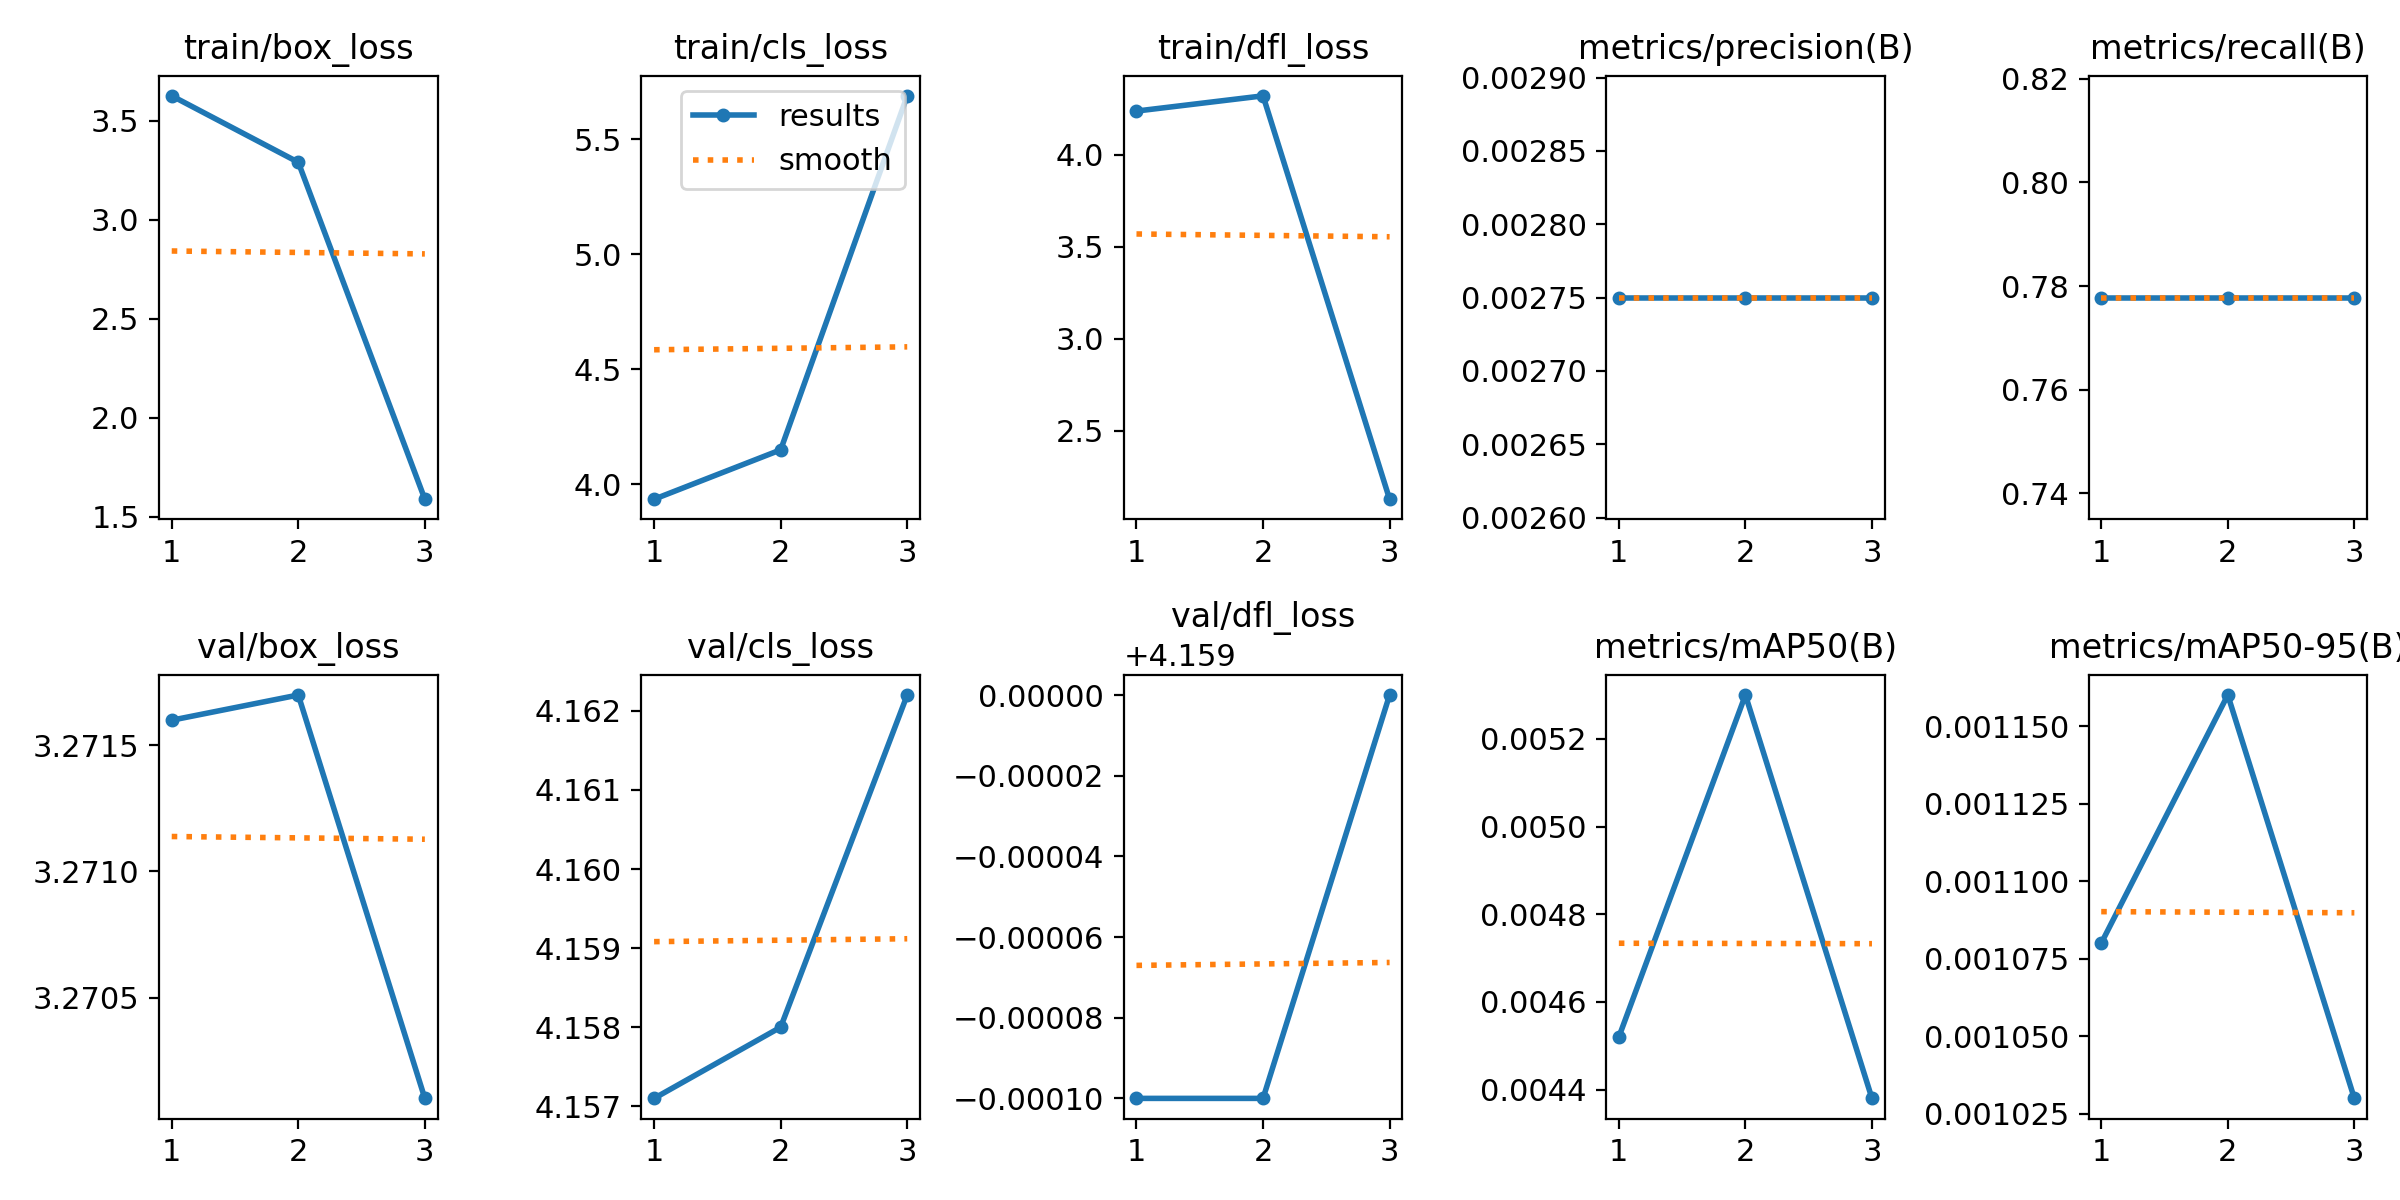 train/box_loss
3.5
3.0
2.5
2.0
1.5
1 2 3
train/cls_loss
results
smooth
5.5
5.0
4.5
4.0
1 2 3
train/dfl_loss
4.0
3.5
3.0
2.5
1 2 3
metrics/precision(B)
0.00290
0.00285
0.00280
0.00275
0.00270
0.00265
0.00260
1 2 3
metrics/recall(B)
0.82
0.80
0.78
0.76
0.74
1 2 3
val/box_loss
3.2715
3.2710
3.2705
1 2 3
val/cls_loss
4.162
4.161
4.160
4.159
4.158
4.157
1 2 3
val/dfl_loss
+4.159
0.00000
−0.00002
−0.00004
−0.00006
−0.00008
−0.00010
1 2 3
metrics/mAP50(B)
0.0052
0.0050
0.0048
0.0046
0.0044
1 2 3
metrics/mAP50-95(B)
0.001150
0.001125
0.001100
0.001075
0.001050
0.001025
1 2 3